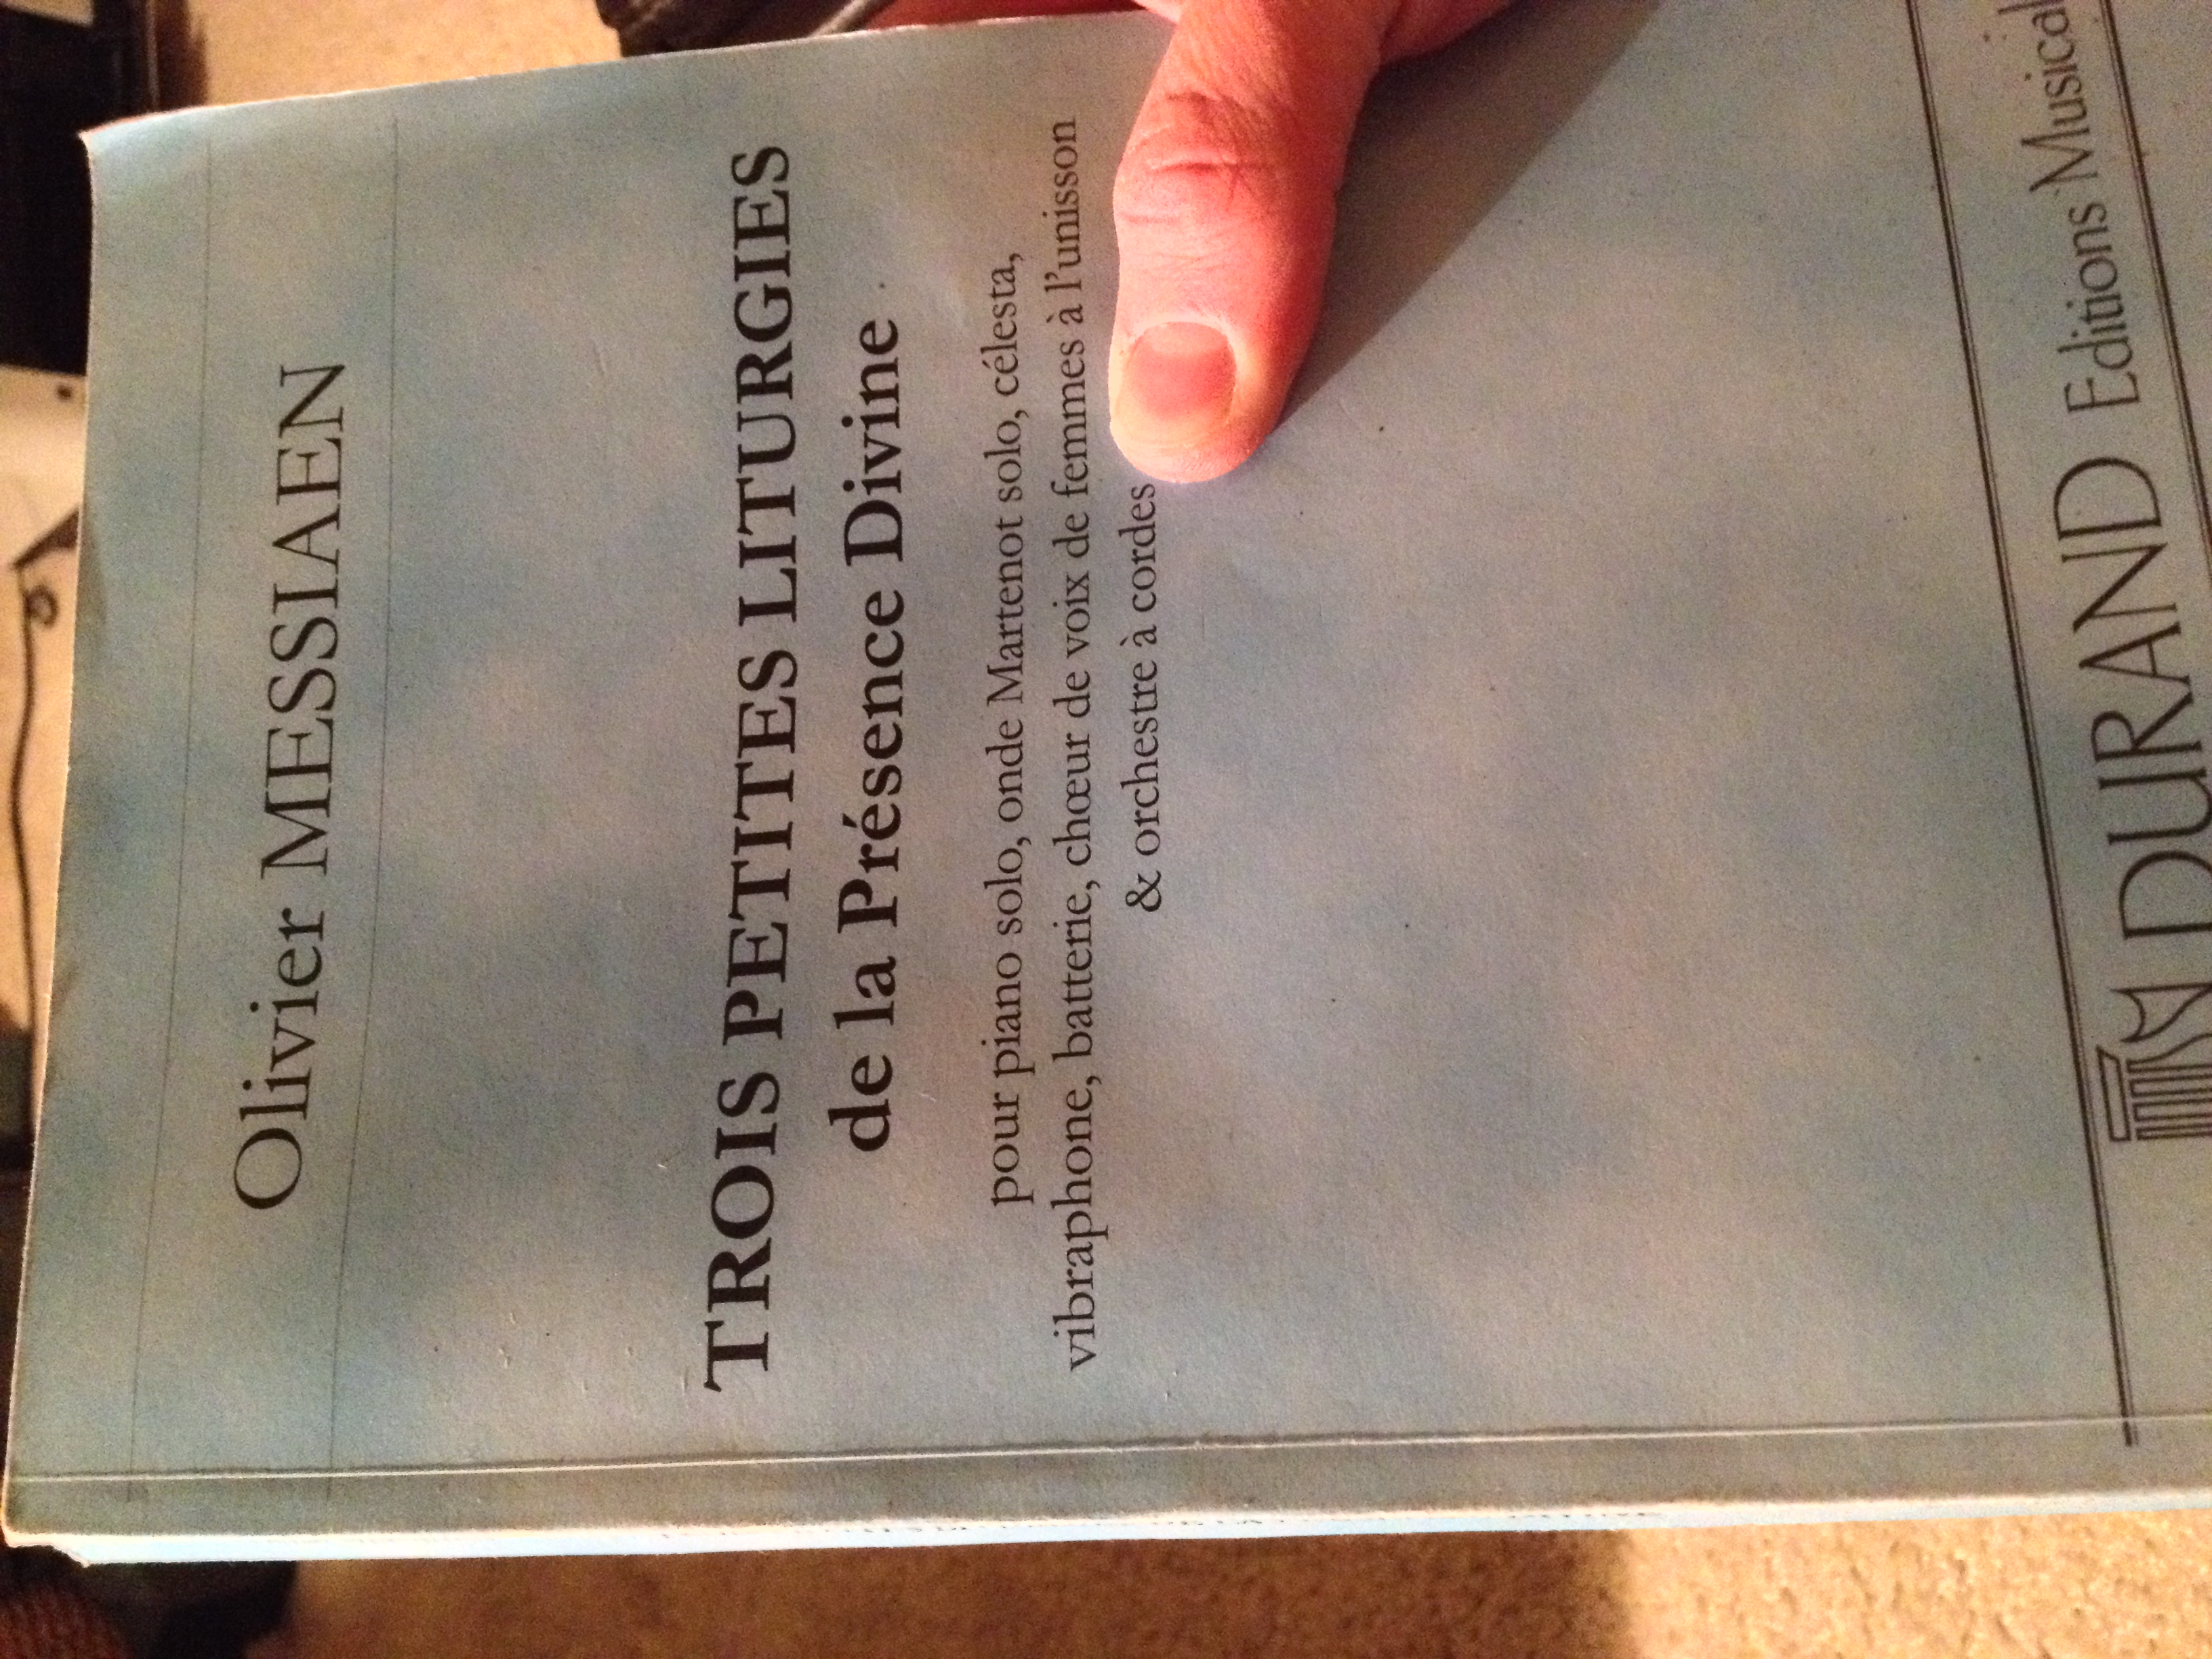 Olivier MESSIAEN
TROIS PETITES LITURGIES
de la Présence Divine
pour piano solo, onde Martenot solo, célesta,
vibraphone, batterie, chœur de voix de femmes à l'unisson
& orchestre à cordes
DURAND Editions Musical